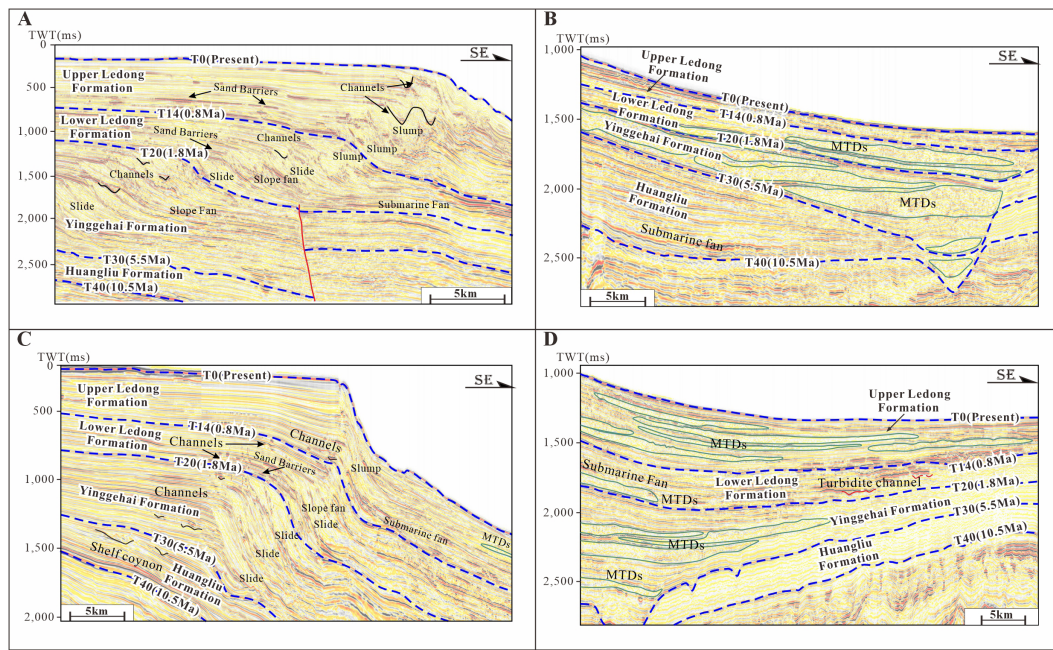 A
TWT(ms)
0
500
1,000
1,500
2,000
2,500
SE
T0(Present)
Upper Ledong
Formation
Sand Barriers
Channels
T14(0.8Ma)
Lower Ledong
Formation
Sand Barriers
Channels
Slump
T20(1.8Ma)
Slump
Slump
Channels
Slide
Slide
Slope fan
Slide
Slope Fan
Submarine Fan
Yinggehai Formation
T30(5.5Ma)
Huangliu Formation
T40(10.5Ma)
5km
B
TWT(ms)
1,000
1,500
2,000
2,500
SE
Upper Ledong
Formation
T0(Present)
Lower Ledong
Formation
T14(0.8Ma)
T20(1.8Ma)
MTDs
Yinggehai Formation
T30(5.5Ma)
MTDs
Huangliu
Formation
Submarine fan
T40(10.5Ma)
5km
C
TWT(ms)
0
500
1,000
1,500
2,000
SE
T0(Present)
Upper Ledong
Formation
T14(0.8Ma)
Lower Ledong
Formation
Channels
Channels
Sand Barriers
Slump
T20(1.8Ma)
Channels
Yinggehai Formation
Slope fan
Slide
Submarine fan
MTDs
T30(5.5Ma)
Slide
Shelf coynon
Huangliu
Formation
Slide
T40(10.5Ma)
5km
D
TWT(ms)
1,000
1,500
2,000
2,500
SE
Upper Ledong
Formation
T0(Present)
MTDs
T14(0.8Ma)
Submarine Fan
Lower Ledong
Formation
Turbidite channel
T20(1.8Ma)
MTDs
Yinggehai Formation
T30(5.5Ma)
MTDs
Huangliu
Formation
T40(10.5Ma)
MTDs
5km